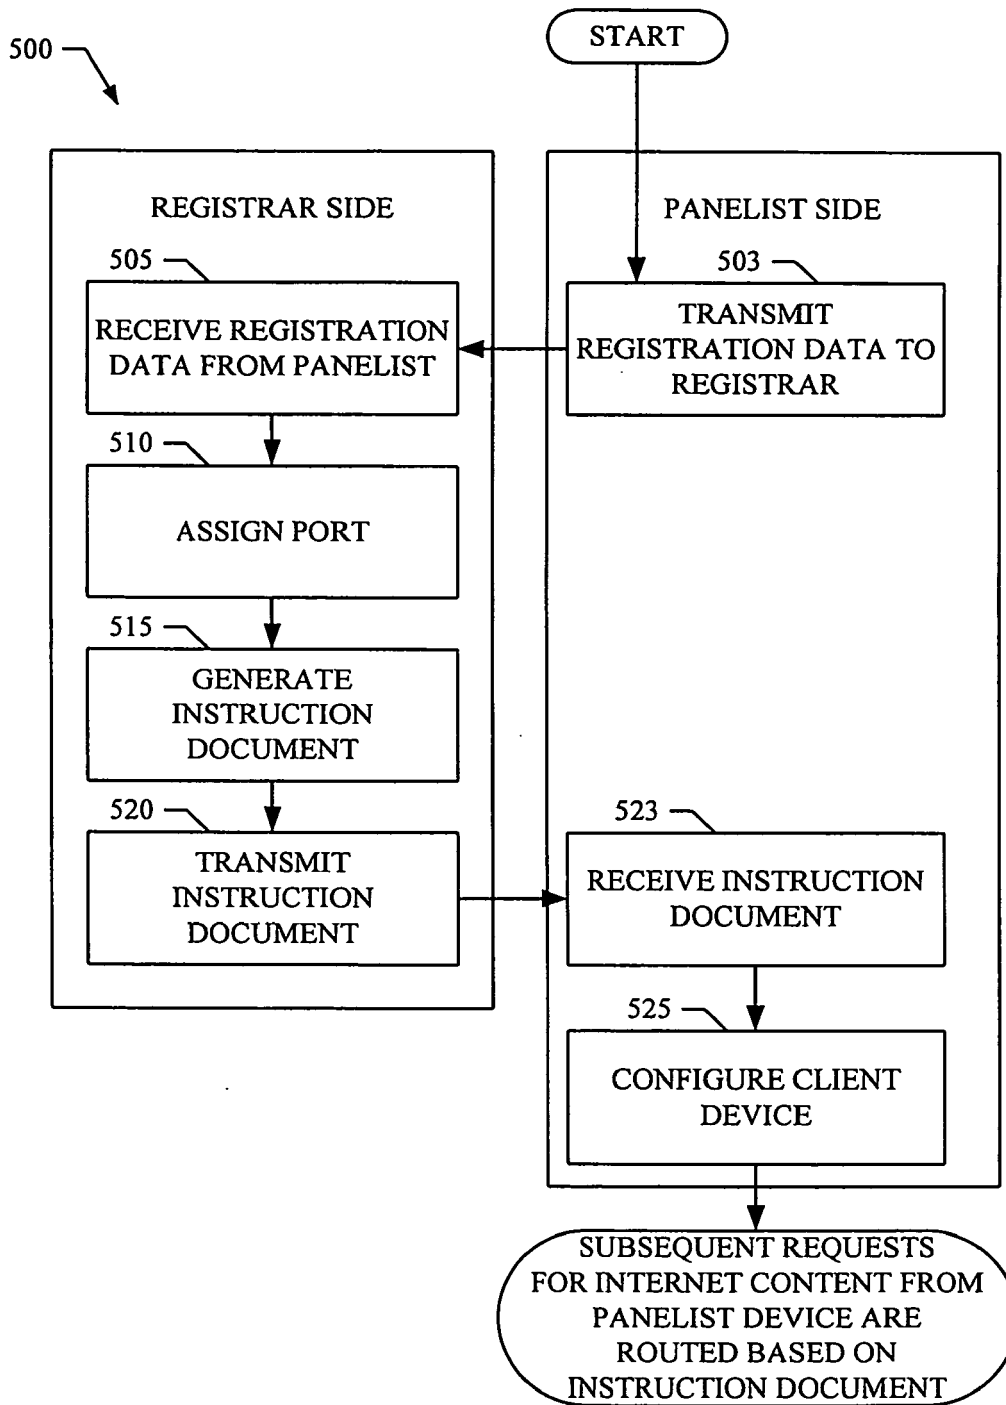 500
START
REGISTRAR SIDE
PANELIST SIDE
505
RECEIVE REGISTRATION
DATA FROM PANELIST
503
TRANSMIT
REGISTRATION DATA TO
REGISTRAR
510
ASSIGN PORT
515
GENERATE
INSTRUCTION
DOCUMENT
520
TRANSMIT
INSTRUCTION
DOCUMENT
523
RECEIVE INSTRUCTION
DOCUMENT
525
CONFIGURE CLIENT
DEVICE
SUBSEQUENT REQUESTS
FOR INTERNET CONTENT FROM
PANELIST DEVICE ARE
ROUTED BASED ON
INSTRUCTION DOCUMENT